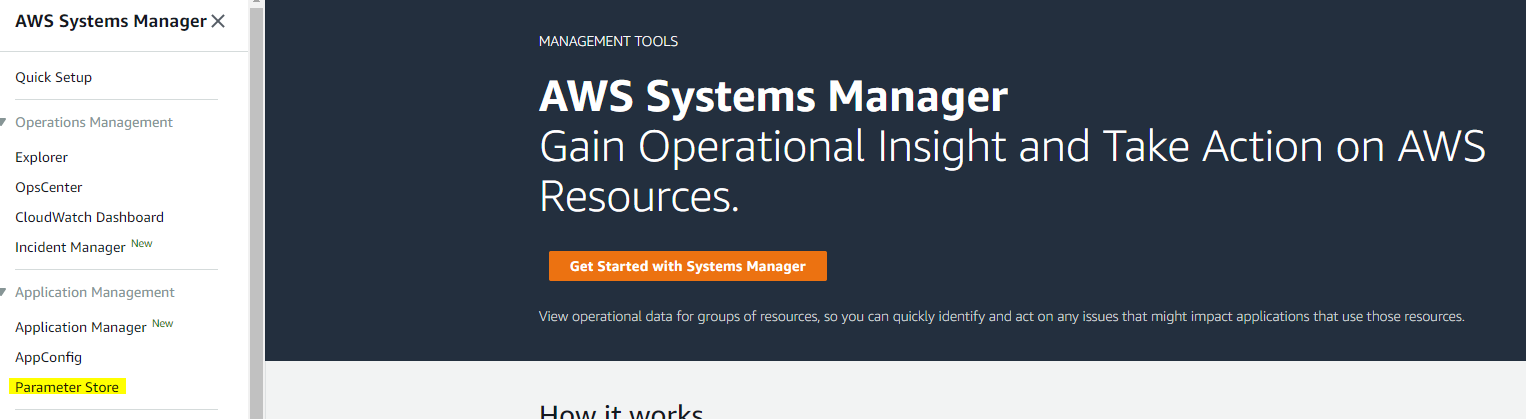 AWS Systems Manager
Quick Setup
Operations Management
Explorer
OpsCenter
CloudWatch Dashboard
Incident Manager New
Application Management
Application Manager New
AppConfig
Parameter Store
MANAGEMENT TOOLS
AWS Systems Manager
Gain Operational Insight and Take Action on AWS
Resources.
Get Started with Systems Manager
View operational data for groups of resources, so you can quickly identify and act on any issues that might impact applications that use those resources.
How it works